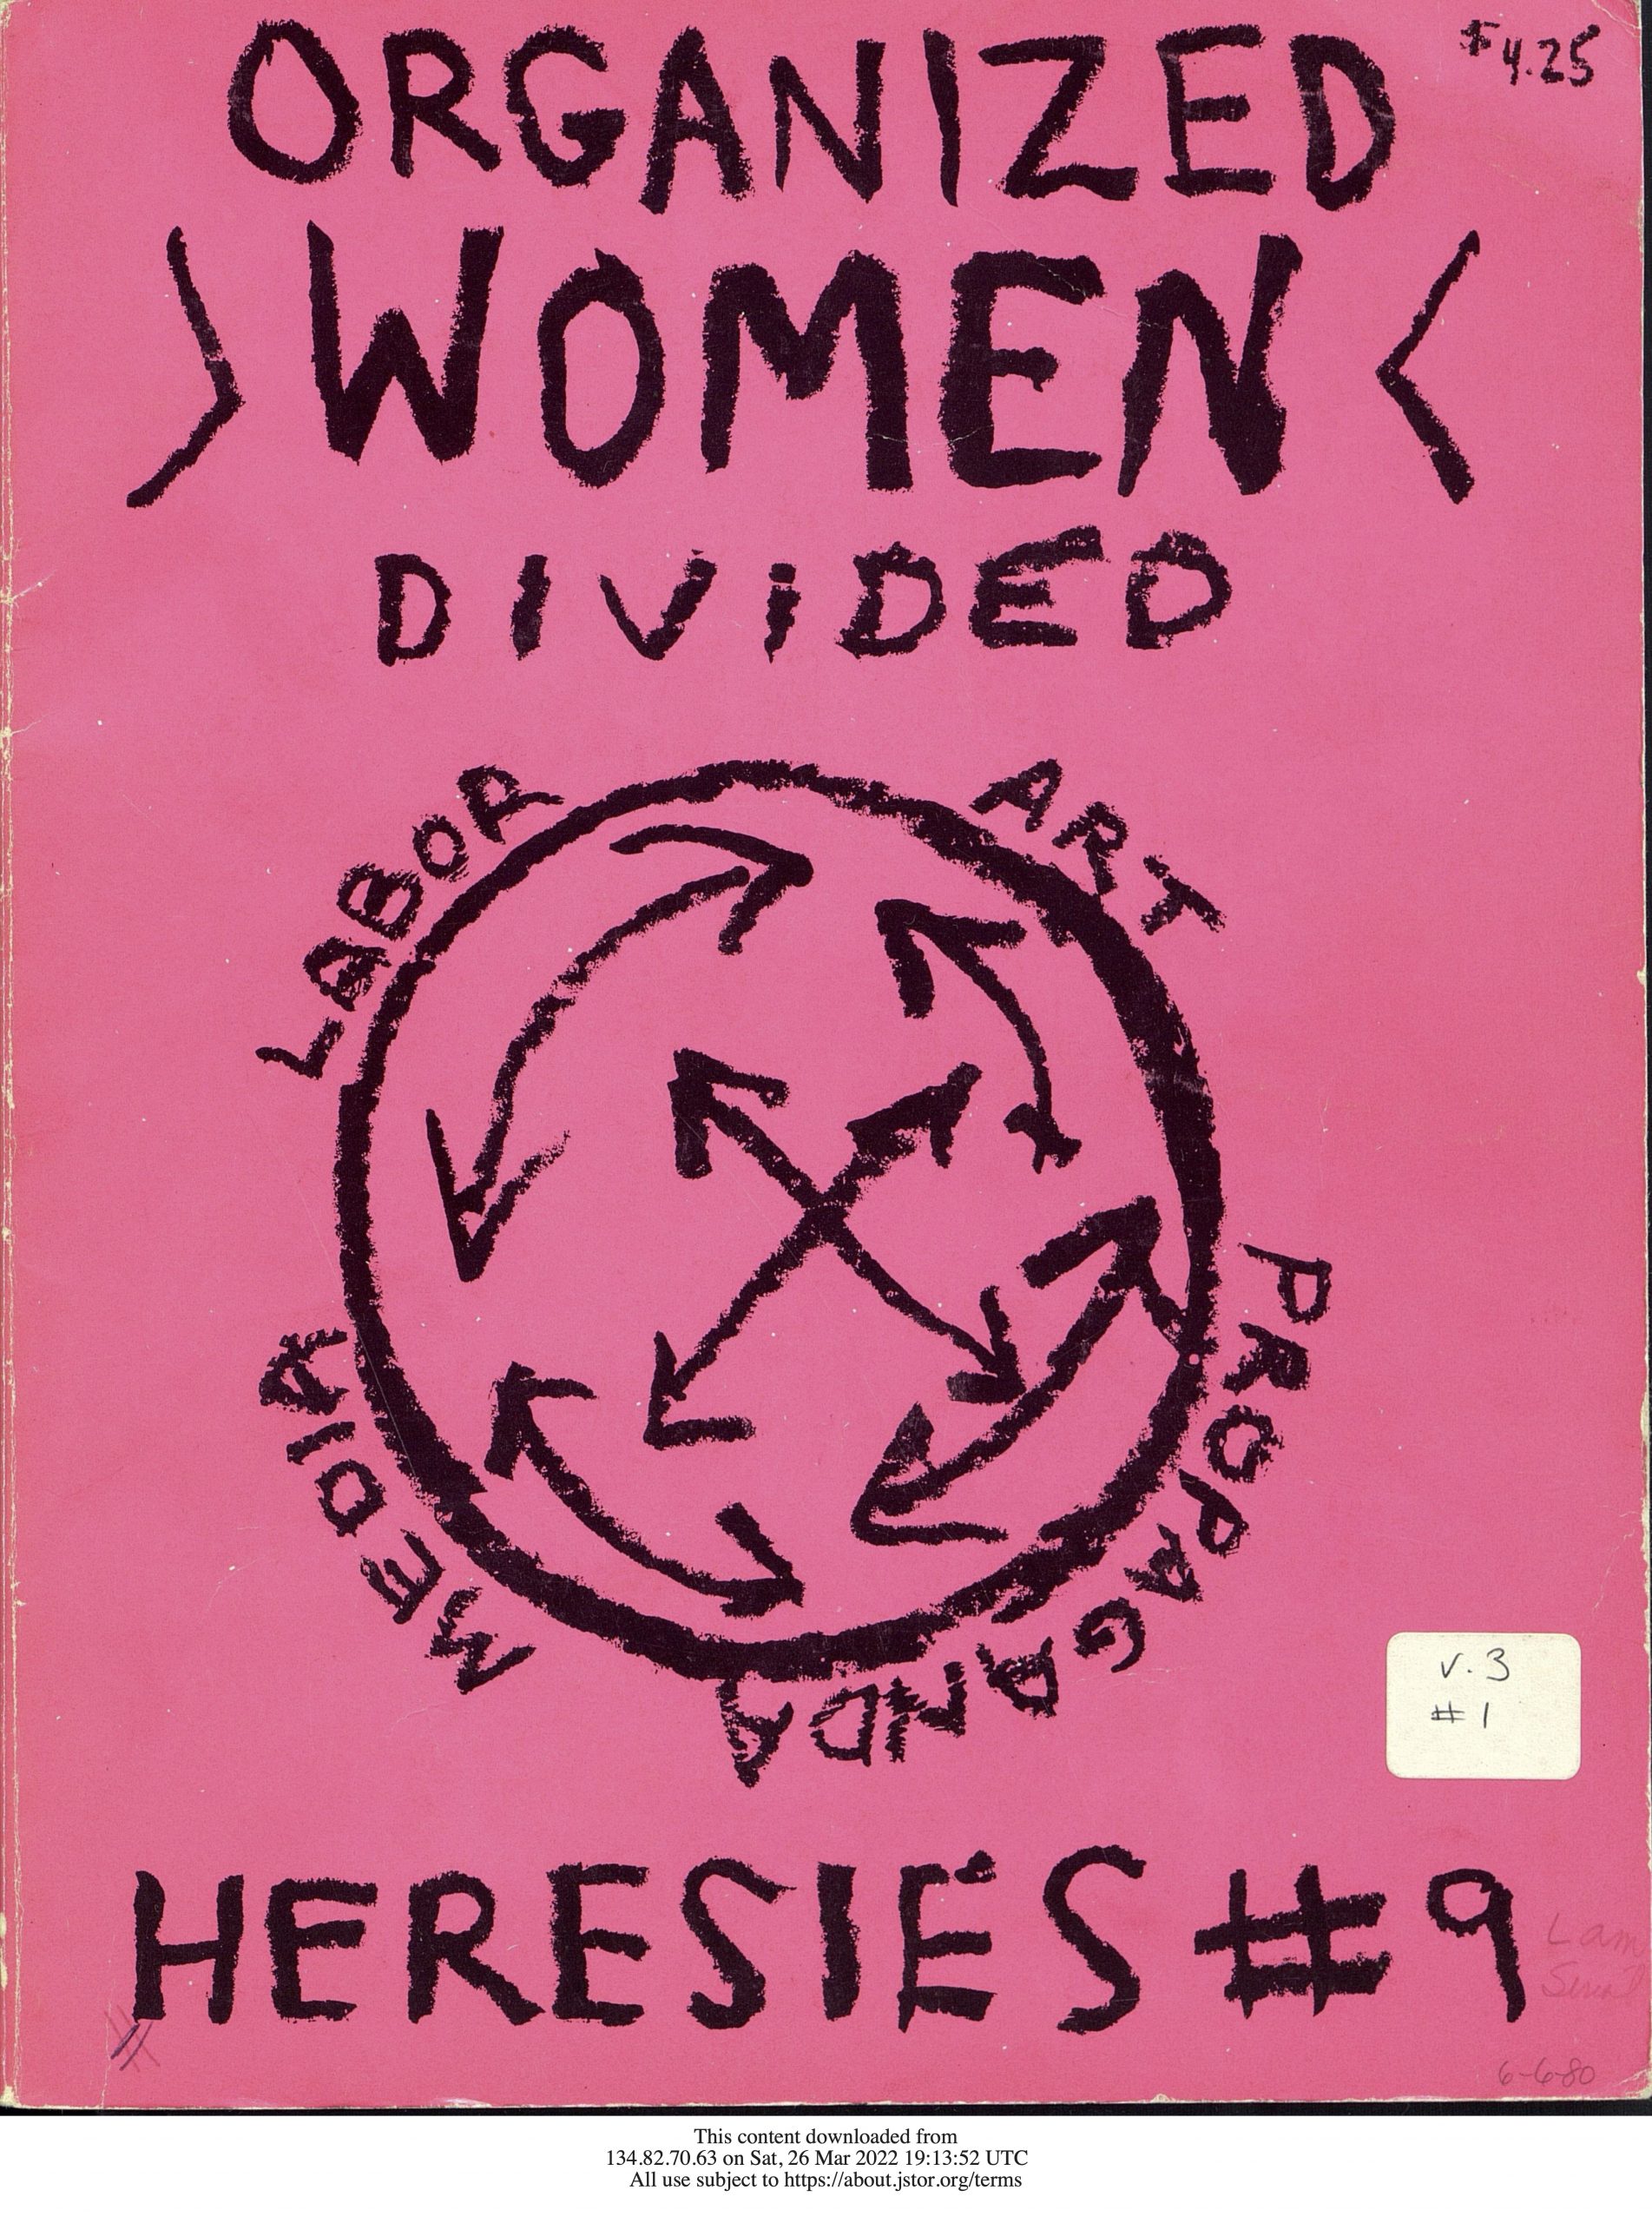 ORGANIZED
$4.25
>WOMEN<
DIVIDED
LABOR
ART
PROPAGANDA
MEDIA
v. 3
#1
HERESIES #9
6-6-80
This content downloaded from
134.82.70.63 on Sat, 26 Mar 2022 19:13:52 UTC
All use subject to https://about.jstor.org/terms